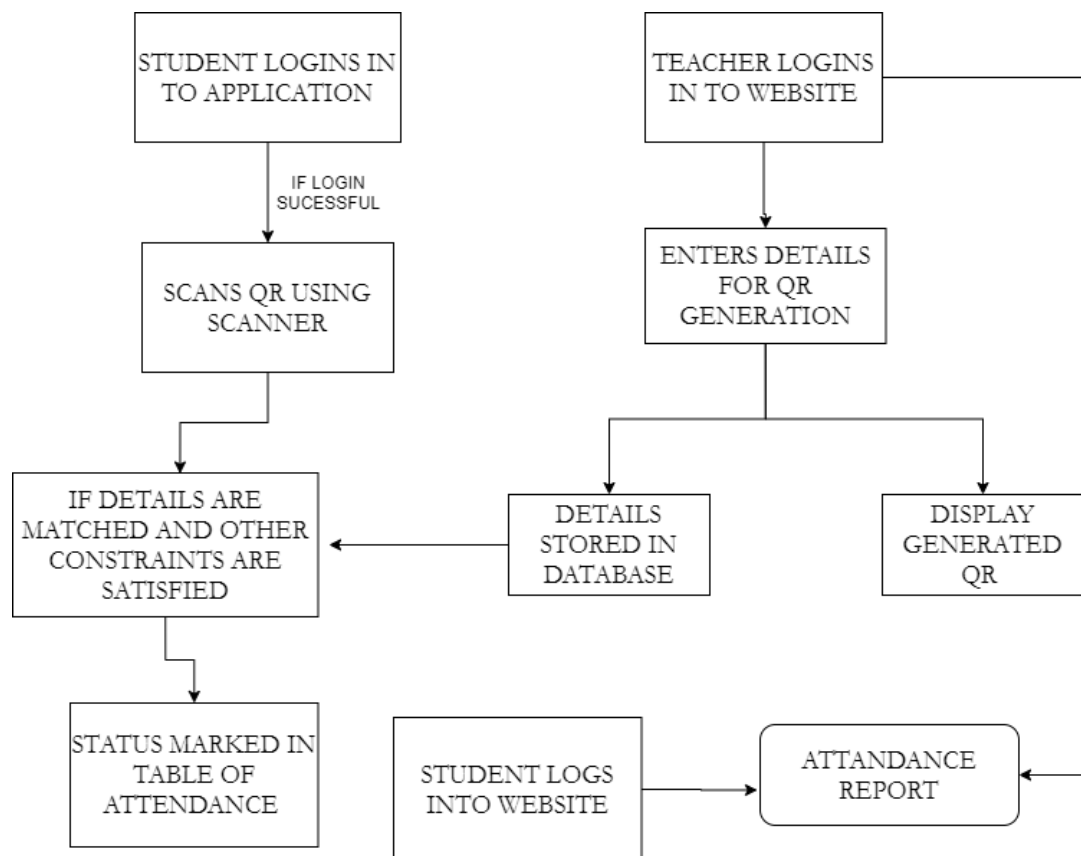 STUDENT LOGINS IN
TO APPLICATION
TEACHER LOGINS
IN TO WEBSITE
IF LOGIN
SUCESSFUL
SCANS QR USING
SCANNER
ENTERS DETAILS
FOR QR
GENERATION
IF DETAILS ARE
MATCHED AND OTHER
CONSTRAINTS ARE
SATISFIED
DETAILS
STORED IN
DATABASE
DISPLAY
GENERATED
QR
STATUS MARKED IN
TABLE OF
ATTENDANCE
STUDENT LOGS
INTO WEBSITE
ATTANDANCE
REPORT